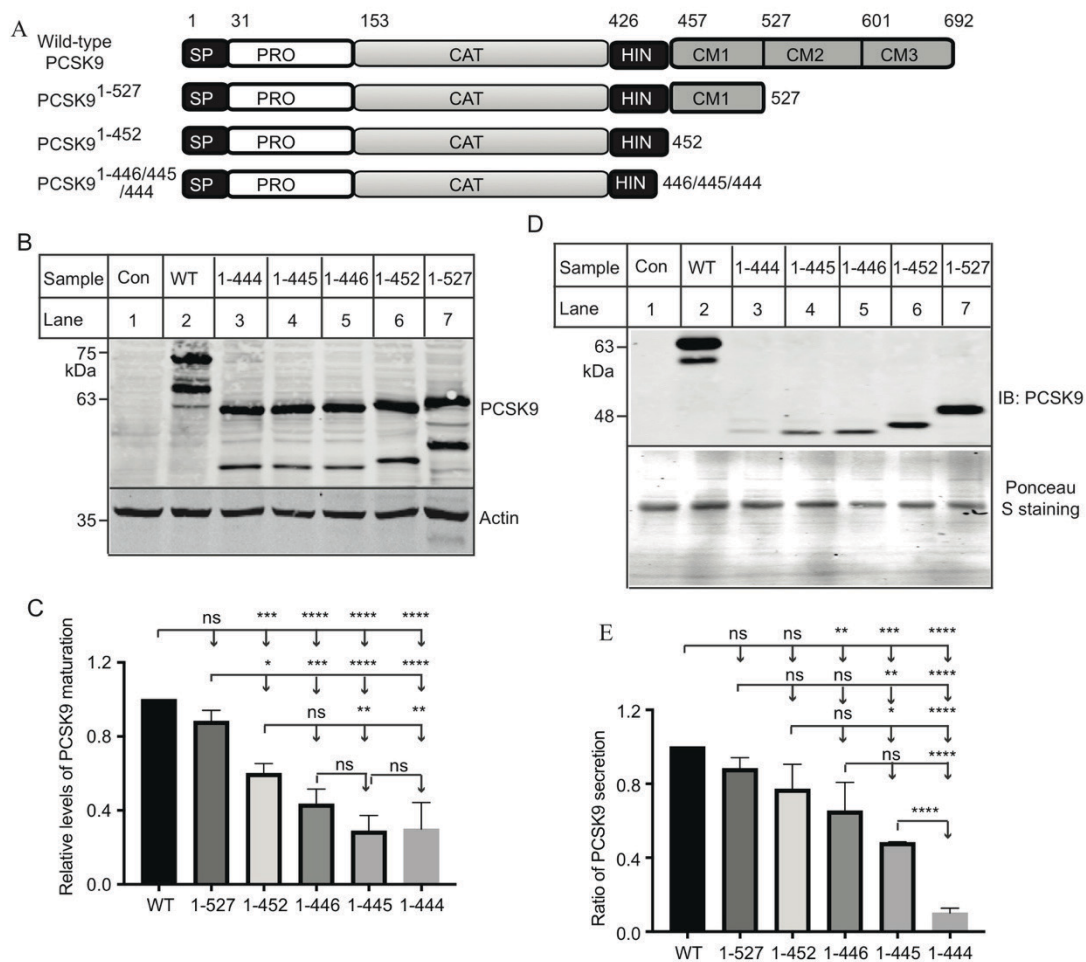 A
1 31 153 426 457 527 601 692
Wild-type
PCSK9
SP PRO CAT HIN CM1 CM2 CM3
PCSK9 1-527
SP PRO CAT HIN CM1 527
PCSK9 1-452
SP PRO CAT HIN 452
PCSK9 1-446/445
/444
SP PRO CAT HIN 446/445/444
B
Sample Con WT 1-444 1-445 1-446 1-452 1-527
Lane 1 2 3 4 5 6 7
75
kDa
63
PCSK9
35
Actin
D
Sample Con WT 1-444 1-445 1-446 1-452 1-527
Lane 1 2 3 4 5 6 7
63
kDa
48
IB: PCSK9
Ponceau
S staining
C
ns *** **** **** ****
* *** **** ****
ns ** **
ns ns
Relative levels of PCSK9 maturation
1.2
0.8
0.4
0.0
WT 1-527 1-452 1-446 1-445 1-444
E
ns ns ** *** ****
ns ns ** ****
ns * ****
ns ****
****
Ratio of PCSK9 secretion
1.2
0.8
0.4
0.0
WT 1-527 1-452 1-446 1-445 1-444